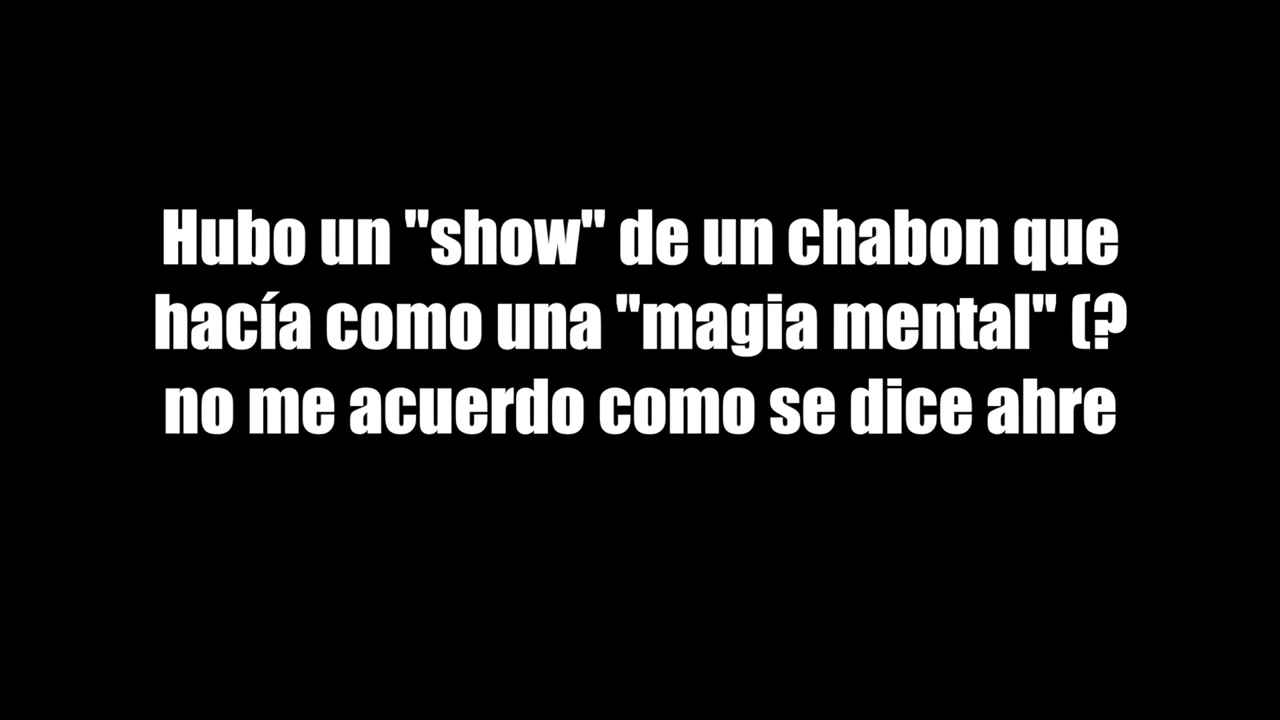 Hubo un "show" de un chabon que
hacía como una "magia mental" (?
no me acuerdo como se dice ahre